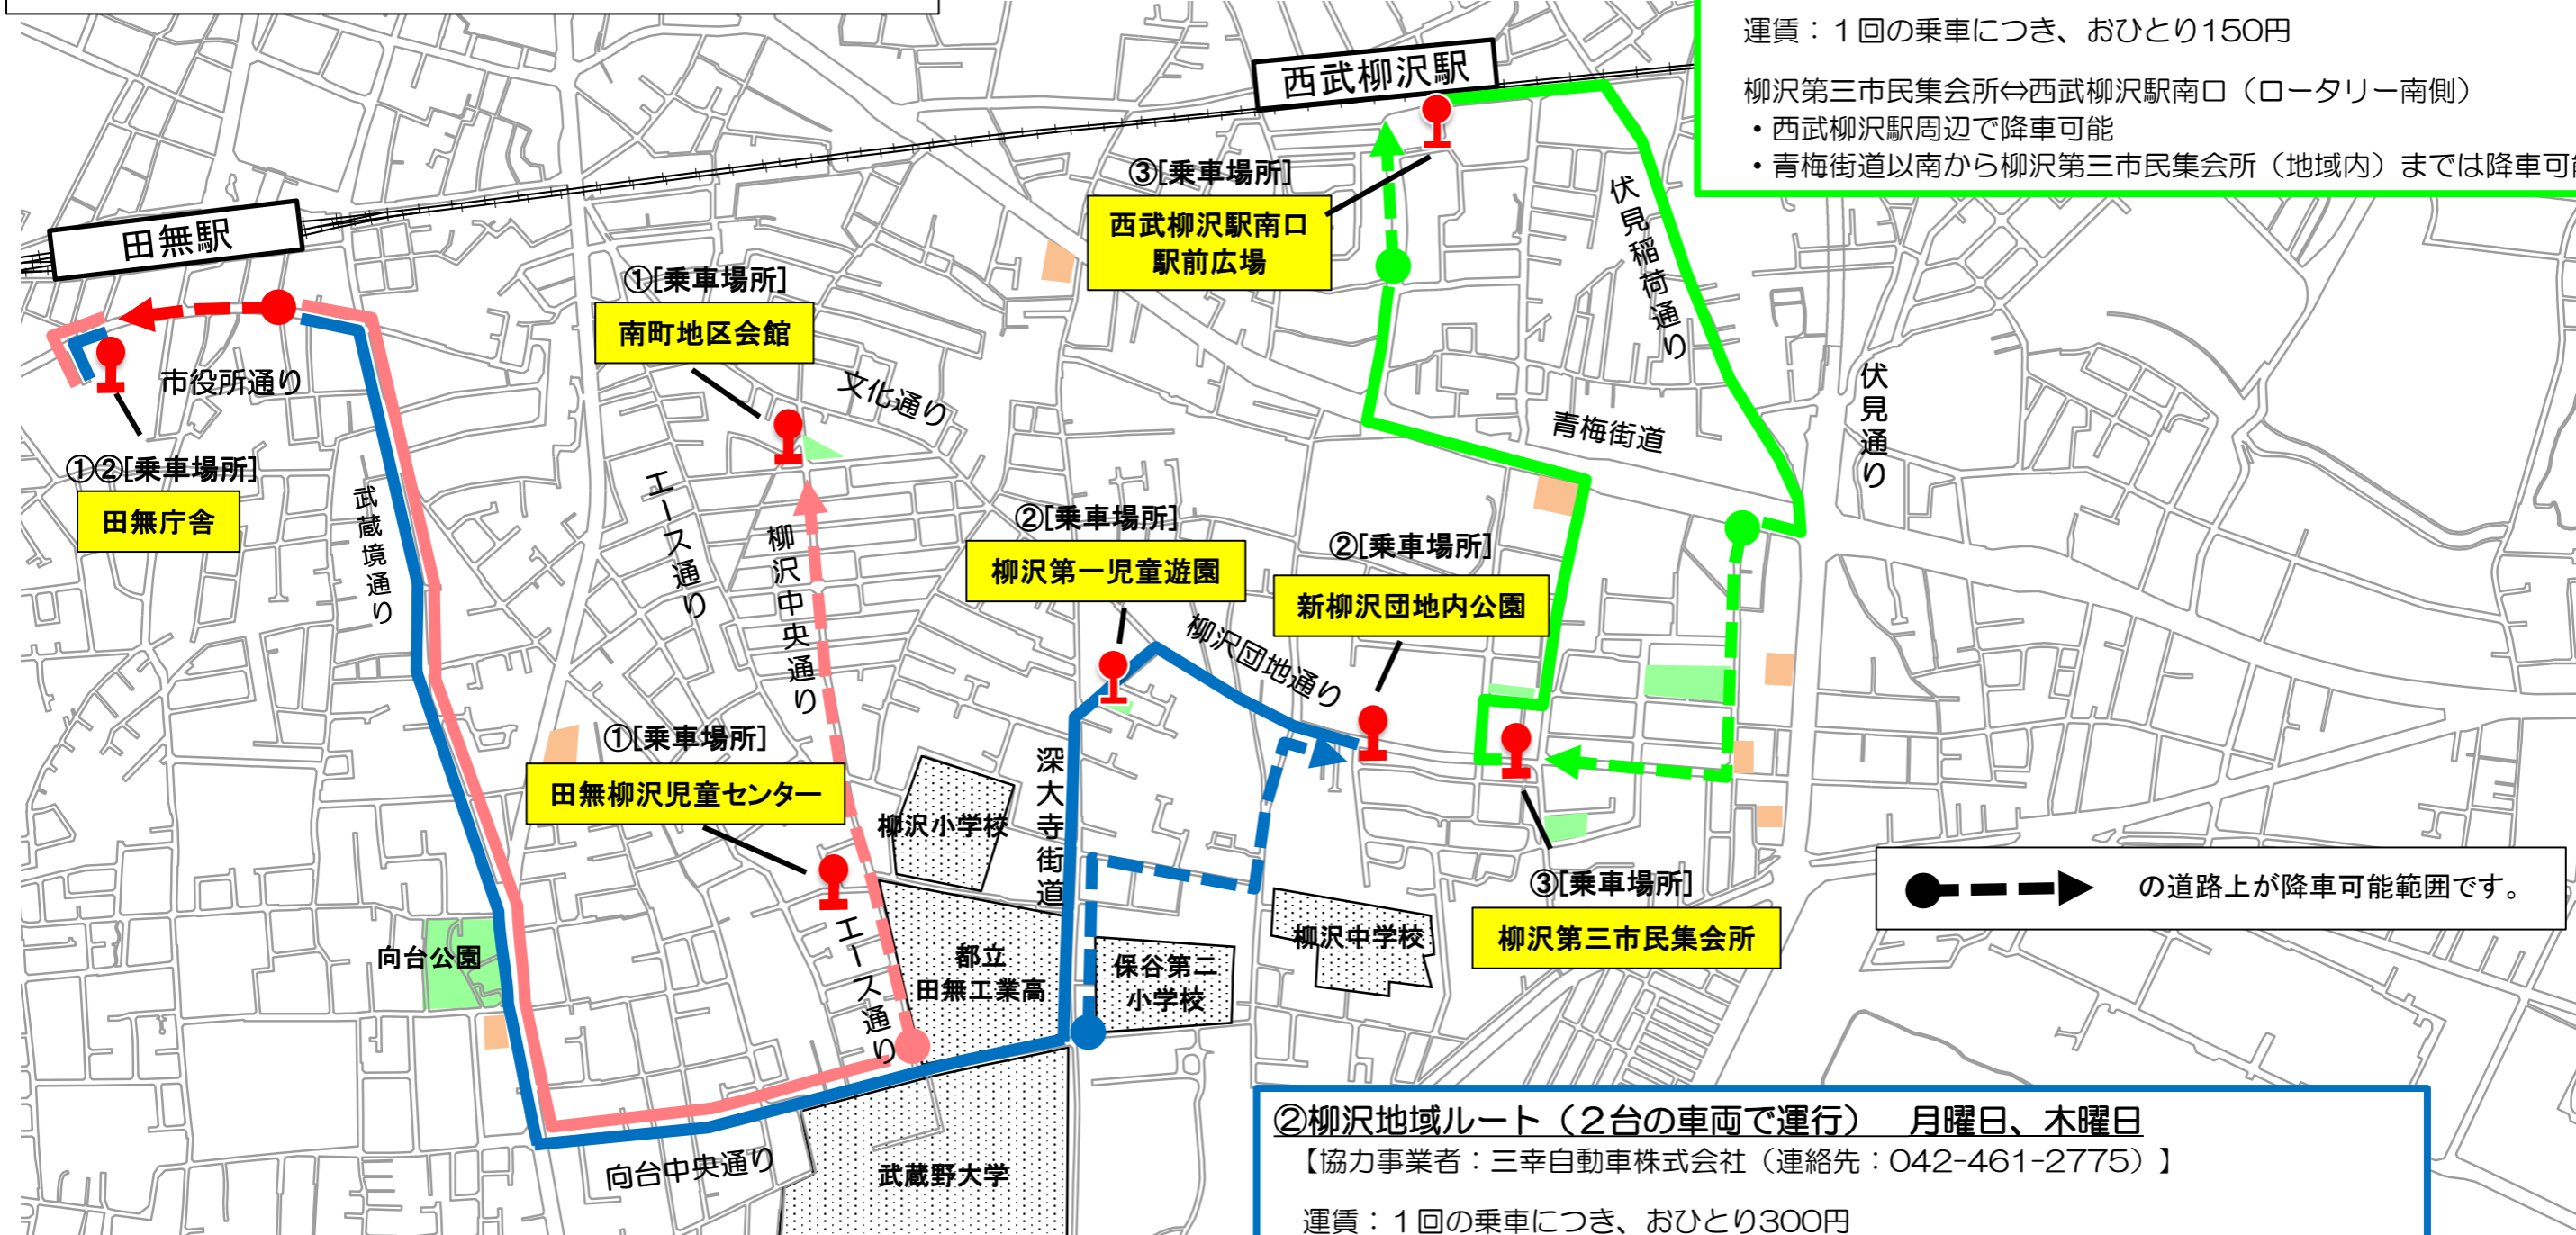 運賃：１回の乗車につき、おひとり150円
柳沢第三市民集会所⇔西武柳沢駅南口（ロータリー南側）
・西武柳沢駅周辺で降車可能
・青梅街道以南から柳沢第三市民集会所（地域内）までは降車可
西武柳沢駅
田無駅
③[乗車場所]
西武柳沢駅南口
駅前広場
伏見稲荷通り
①[乗車場所]
南町地区会館
市役所通り
文化通り
青梅街道
伏見通り
①②[乗車場所]
田無庁舎
武蔵境通り
エース通り
柳沢中央通り
②[乗車場所]
柳沢第一児童遊園
②[乗車場所]
新柳沢団地内公園
柳沢団地通り
①[乗車場所]
田無柳沢児童センター
深大寺街道
柳沢小学校
エース通り
③[乗車場所]
柳沢第三市民集会所
の道路上が降車可能範囲です。
向台公園
都立
田無工業高
保谷第二
小学校
柳沢中学校
向台中央通り
武蔵野大学
②柳沢地域ルート（２台の車両で運行）　月曜日、木曜日
【協力事業者：三幸自動車株式会社（連絡先：042-461-2775）】
運賃：１回の乗車につき、おひとり300円